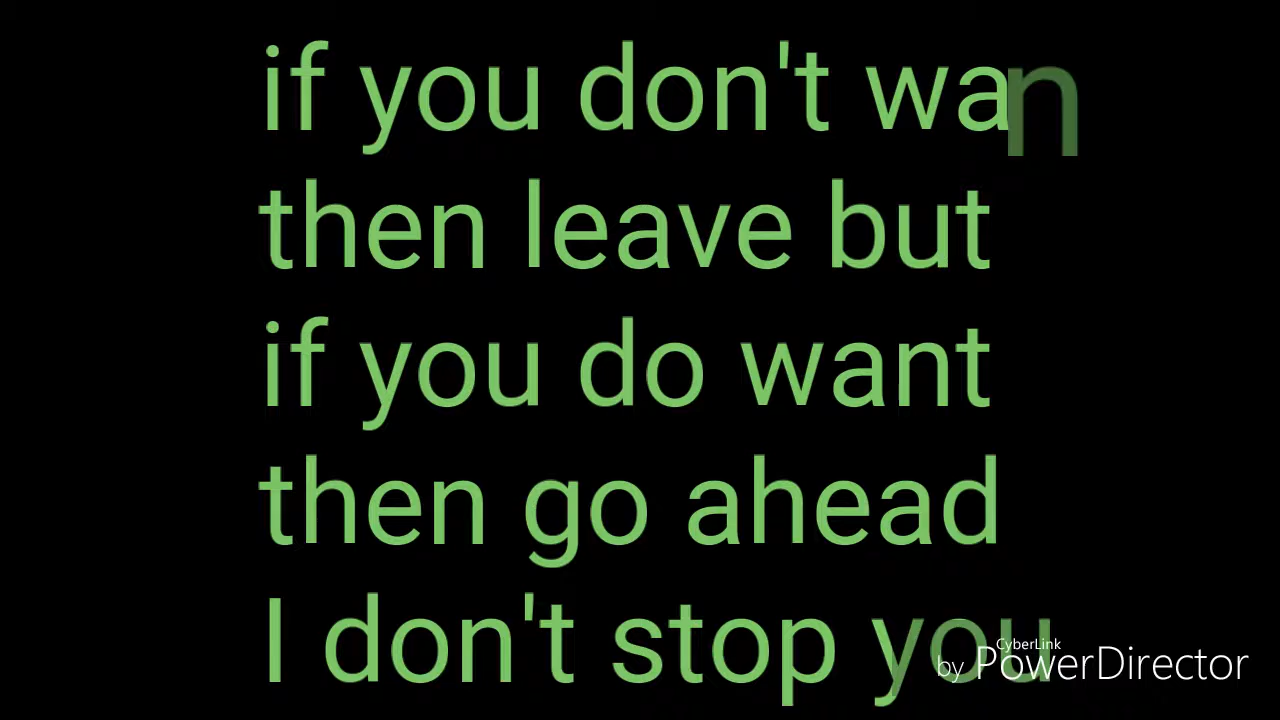 if you don't wan
then leave but
if you do want
then go ahead
I don't stop you
CyberLink
by PowerDirector